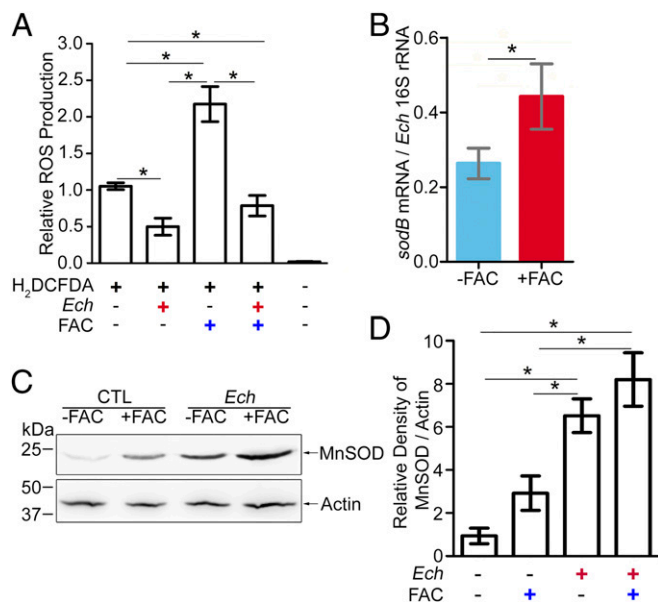 A
Relative ROS Production
3.0
2.5
2.0
1.5
1.0
0.5
0.0
* * * * *
H₂DCFDA + + + + -
Ech - + - + -
FAC - - + + -
B
sodB mRNA / Ech 16S rRNA
0.6
0.4
0.2
0.0
*
-FAC +FAC
C
CTL Ech
-FAC +FAC -FAC +FAC
kDa
25
MnSOD
50
37
Actin
D
Relative Density of
MnSOD / Actin
10
8
6
4
2
0
* * * *
Ech - - + +
FAC - + - +